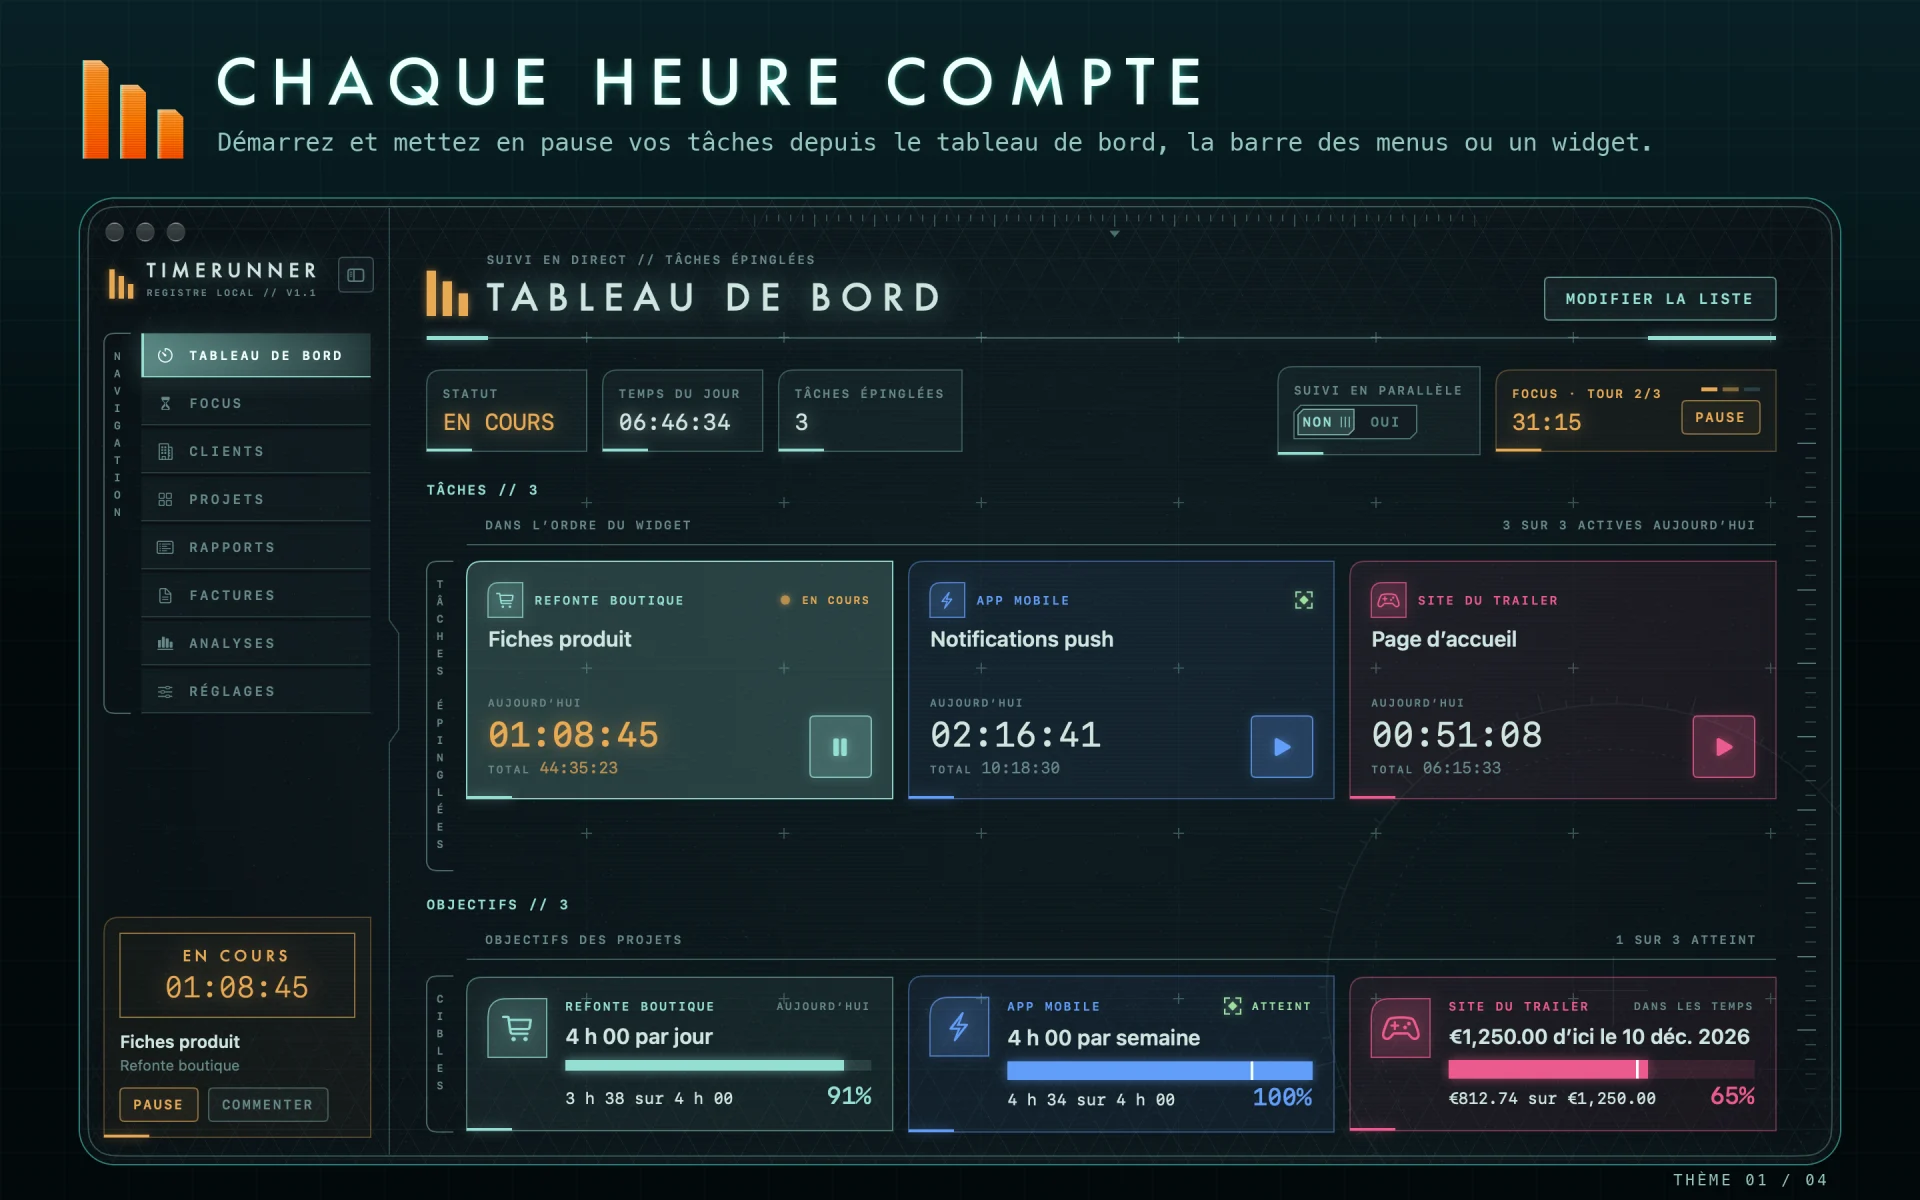 CHAQUE HEURE COMPTE
Démarrez et mettez en pause vos tâches depuis le tableau de bord, la barre des menus ou un widget.
TIMERUNNER
REGISTRE LOCAL // V1.1
NAVIGATION
TABLEAU DE BORD
FOCUS
CLIENTS
PROJETS
RAPPORTS
FACTURES
ANALYSES
RÉGLAGES
EN COURS
01:08:45
Fiches produit
Refonte boutique
PAUSE COMMENTER
SUIVI EN DIRECT // TÂCHES ÉPINGLÉES
TABLEAU DE BORD
MODIFIER LA LISTE
STATUT
EN COURS
TEMPS DU JOUR
06:46:34
TÂCHES ÉPINGLÉES
3
SUIVI EN PARALLÈLE
NON OUI
FOCUS · TOUR 2/3
31:15
PAUSE
TÂCHES // 3
DANS L’ORDRE DU WIDGET
3 SUR 3 ACTIVES AUJOURD’HUI
TÂCHES ÉPINGLÉES
REFONTE BOUTIQUE
EN COURS
Fiches produit
AUJOURD’HUI
01:08:45
TOTAL 44:35:23
APP MOBILE
Notifications push
AUJOURD’HUI
02:16:41
TOTAL 10:18:30
SITE DU TRAILER
Page d’accueil
AUJOURD’HUI
00:51:08
TOTAL 06:15:33
OBJECTIFS // 3
OBJECTIFS DES PROJETS
1 SUR 3 ATTEINT
CIBLES
REFONTE BOUTIQUE
AUJOURD’HUI
4 h 00 par jour
3 h 38 sur 4 h 00
91%
APP MOBILE
ATTEINT
4 h 00 par semaine
4 h 34 sur 4 h 00
100%
SITE DU TRAILER
DANS LES TEMPS
€1,250.00 d’ici le 10 déc. 2026
€812.74 sur €1,250.00
65%
THÈME 01 / 04